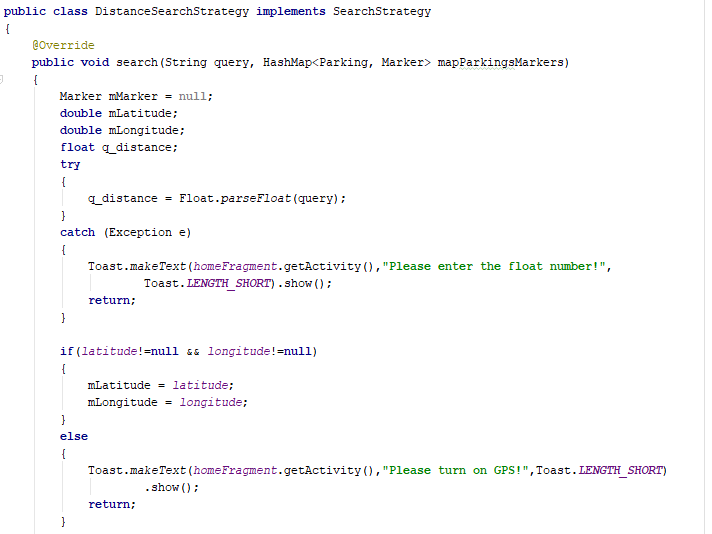 public class DistanceSearchStrategy implements SearchStrategy
{
@Override
public void search(String query, HashMap<Parking, Marker> mapParkingsMarkers)
{
Marker mMarker = null;
double mLatitude;
double mLongitude;
float q_distance;
try
{
q_distance = Float.parseFloat(query);
}
catch (Exception e)
{
Toast.makeText(homeFragment.getActivity(),"Please enter the float number!",
Toast.LENGTH_SHORT).show();
return;
}
if(latitude!=null && longitude!=null)
{
mLatitude = latitude;
mLongitude = longitude;
}
else
{
Toast.makeText(homeFragment.getActivity(),"Please turn on GPS!",Toast.LENGTH_SHORT)
.show();
return;
}